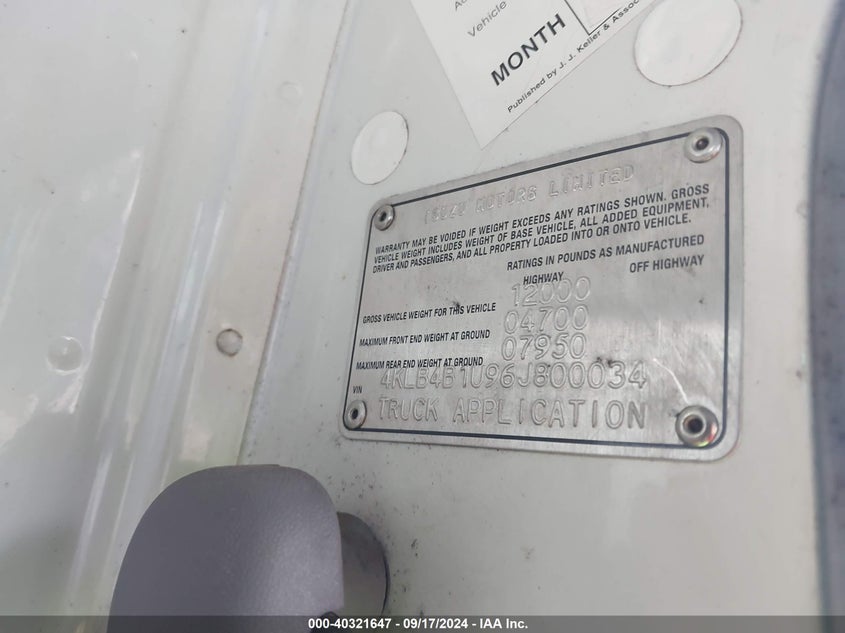 Vehicle
MONTH
Published by J. J. Keller & Assoc
ISUZU MOTORS LIMITED
WARRANTY MAY BE VOIDED IF WEIGHT EXCEEDS ANY RATINGS SHOWN. GROSS
VEHICLE WEIGHT INCLUDES WEIGHT OF BASE VEHICLE, ALL ADDED EQUIPMENT,
DRIVER AND PASSENGERS, AND ALL PROPERTY LOADED INTO OR ONTO VEHICLE.
RATINGS IN POUNDS AS MANUFACTURED
HIGHWAY OFF HIGHWAY
GROSS VEHICLE WEIGHT FOR THIS VEHICLE 12000
MAXIMUM FRONT END WEIGHT AT GROUND 04700
MAXIMUM REAR END WEIGHT AT GROUND 07950
VIN 4KLB4B1U96J800034
TRUCK APPLICATION
000-40321647 - 09/17/2024 - IAA Inc.